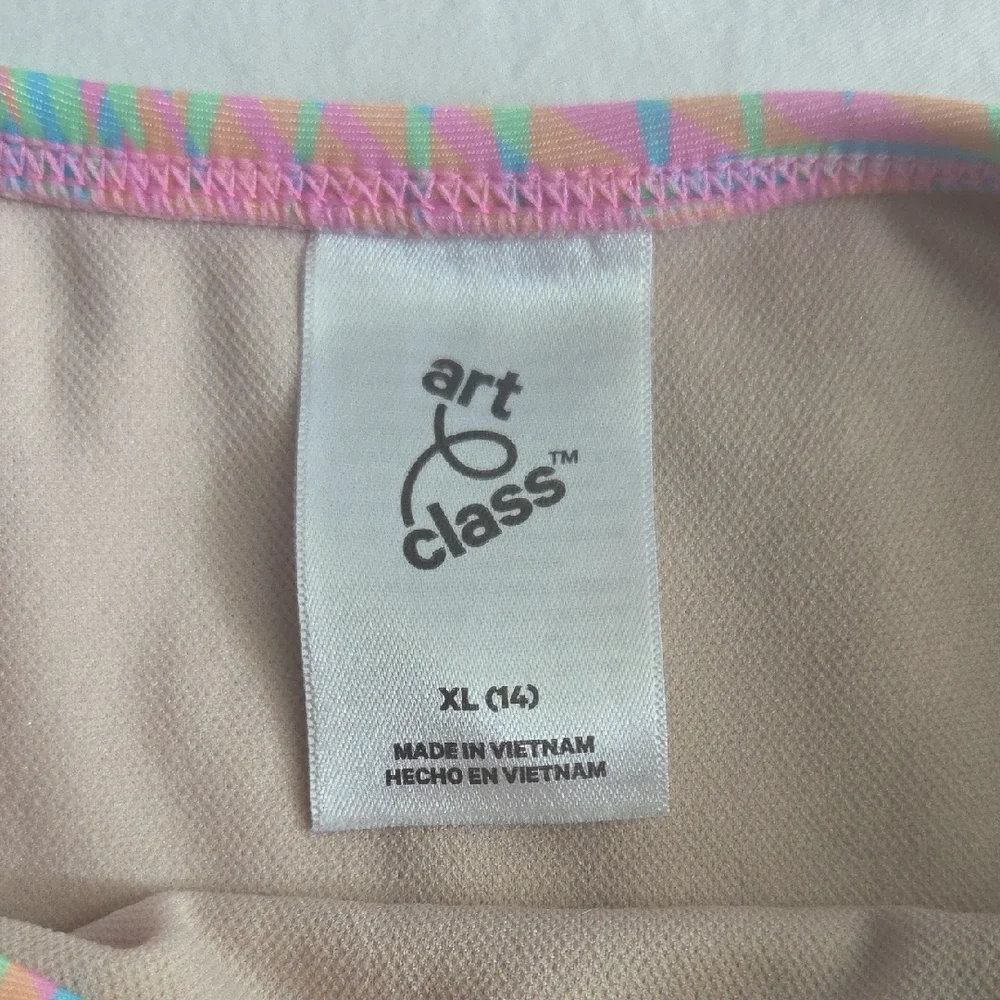 art
class™
XL (14)
MADE IN VIETNAM
HECHO EN VIETNAM